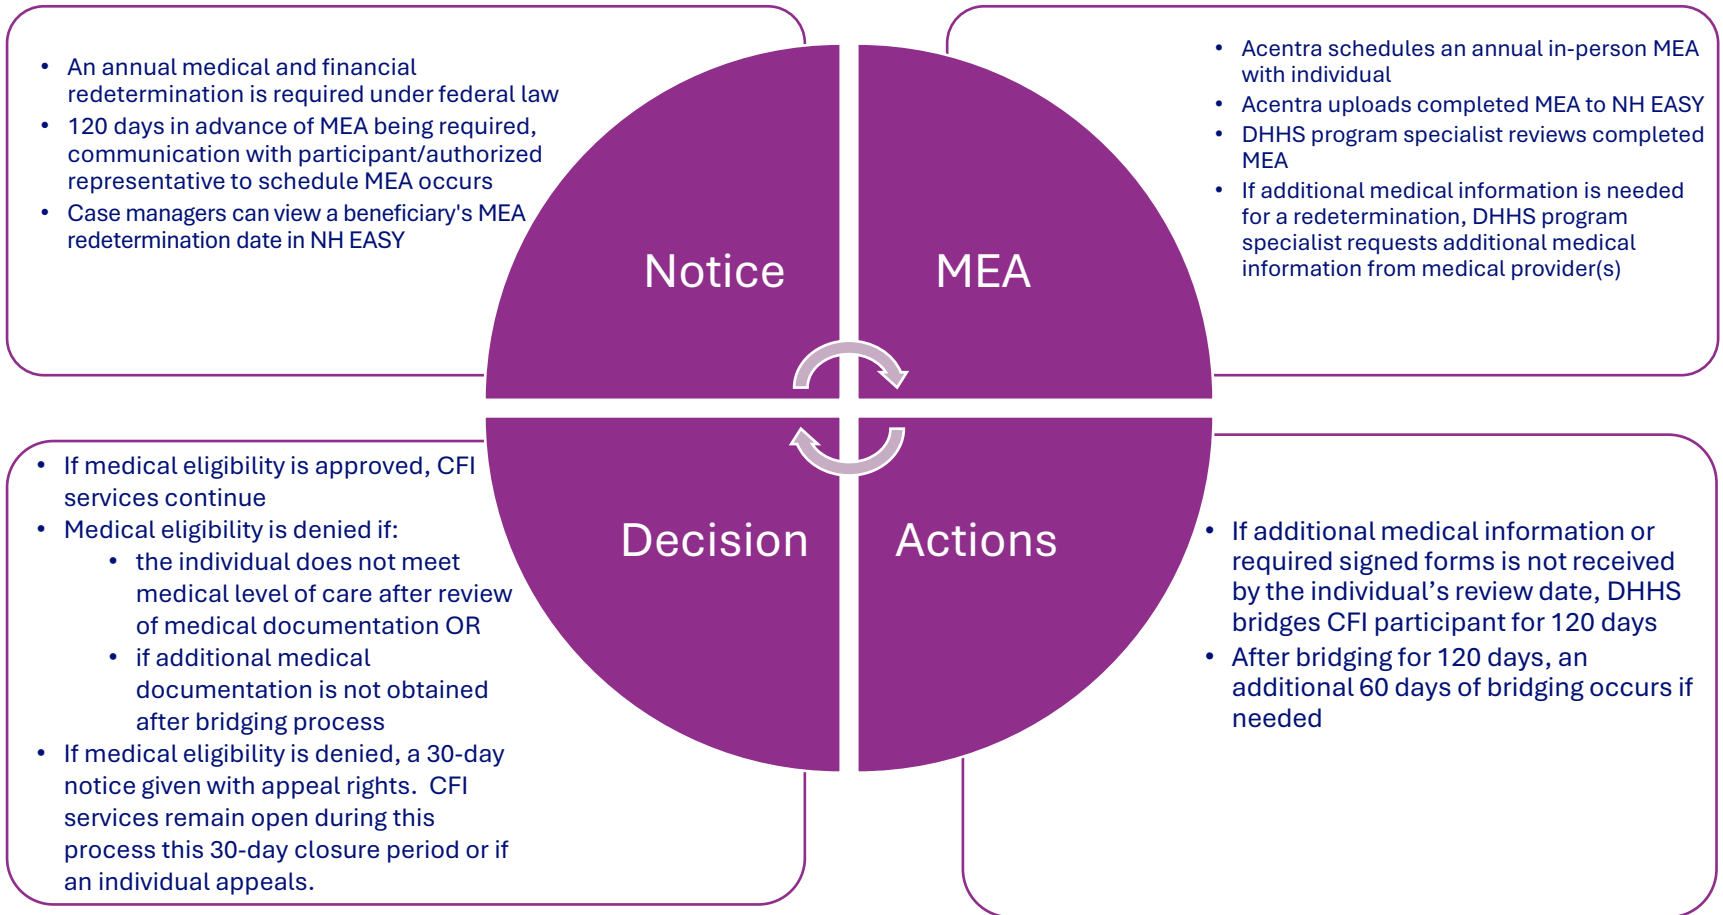 • An annual medical and financial
redetermination is required under federal law
• 120 days in advance of MEA being required,
communication with participant/authorized
representative to schedule MEA occurs
• Case managers can view a beneficiary's MEA
redetermination date in NH EASY
Notice
• Acentra schedules an annual in-person MEA
with individual
• Acentra uploads completed MEA to NH EASY
• DHHS program specialist reviews completed
MEA
• If additional medical information is needed
for a redetermination, DHHS program
specialist requests additional medical
information from medical provider(s)
MEA
• If medical eligibility is approved, CFI
services continue
• Medical eligibility is denied if:
• the individual does not meet
medical level of care after review
of medical documentation OR
• if additional medical
documentation is not obtained
after bridging process
• If medical eligibility is denied, a 30-day
notice given with appeal rights.  CFI
services remain open during this
process this 30-day closure period or if
an individual appeals.
Decision
Actions
• If additional medical information or
required signed forms is not received
by the individual’s review date, DHHS
bridges CFI participant for 120 days
• After bridging for 120 days, an
additional 60 days of bridging occurs if
needed